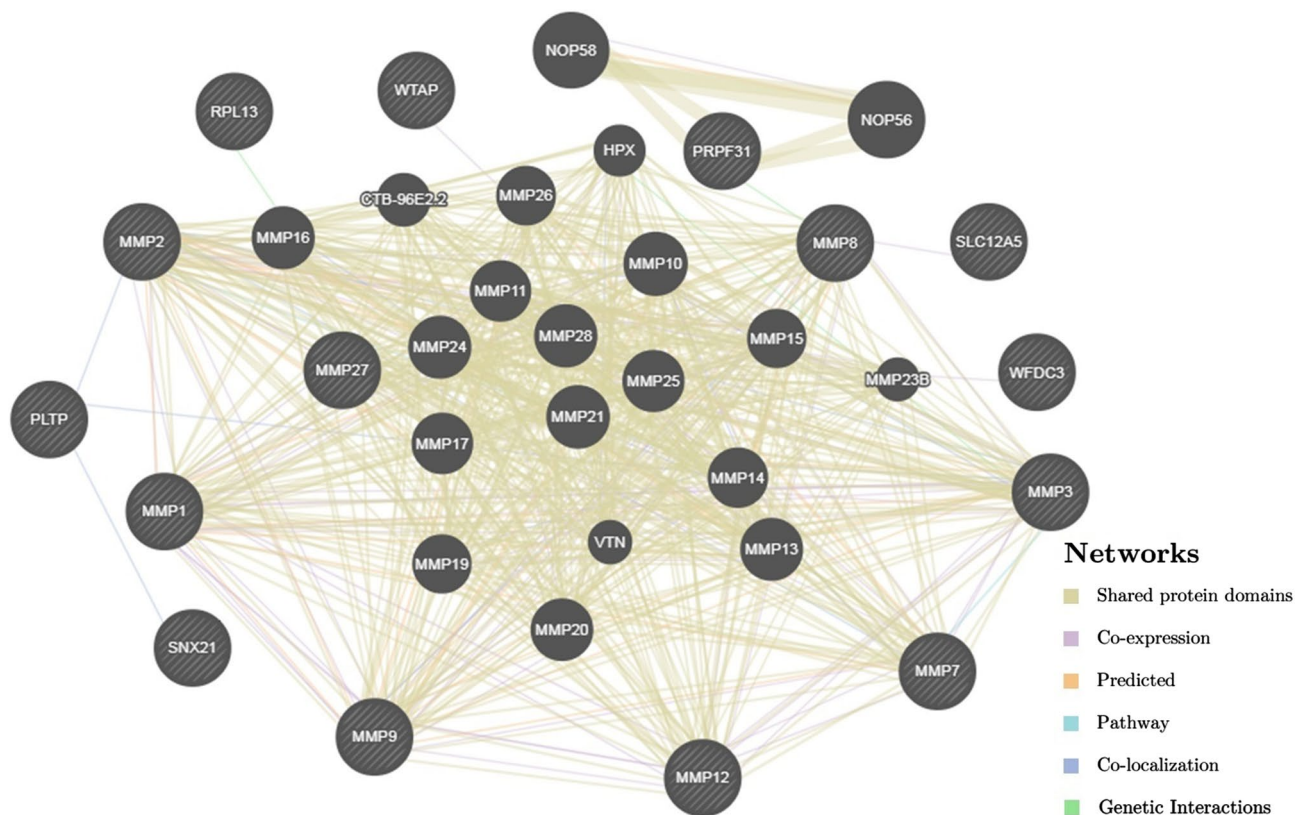 NOP58
WTAP
RPL13
NOP56
HPX
PRPF31
CTB-96E2.2
MMP26
MMP2
MMP16
MMP8
SLC12A5
MMP10
MMP11
MMP28
MMP15
MMP24
MMP27
MMP25
MMP23B
WFDC3
PLTP
MMP21
MMP17
MMP14
MMP3
MMP1
VTN
MMP13
MMP19
Networks
Shared protein domains
MMP20
Co-expression
SNX21
MMP7
Predicted
Pathway
MMP9
Co-localization
MMP12
Genetic Interactions